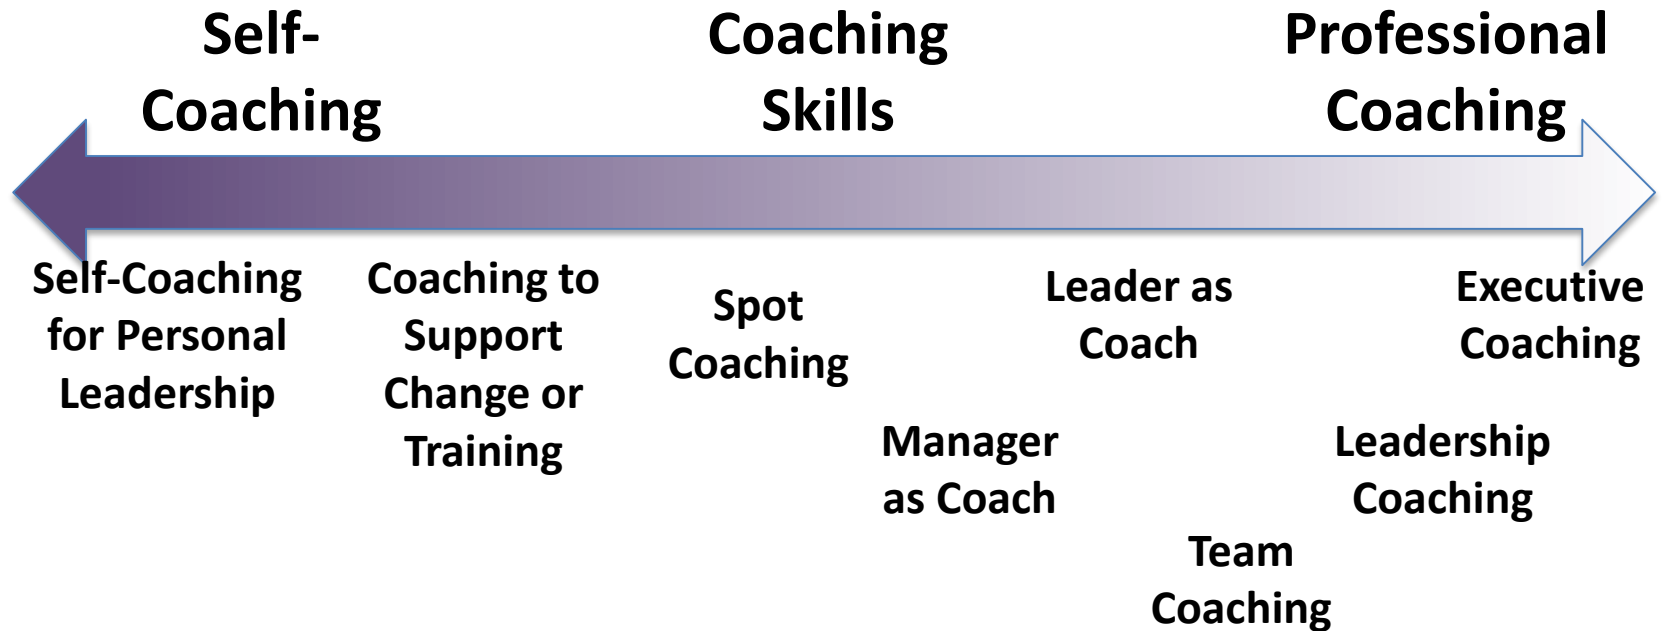 Self-
Coaching
Coaching
Skills
Professional
Coaching
Self-Coaching
for Personal
Leadership
Coaching to
Support
Change or
Training
Spot
Coaching
Manager
as Coach
Leader as
Coach
Team
Coaching
Leadership
Coaching
Executive
Coaching